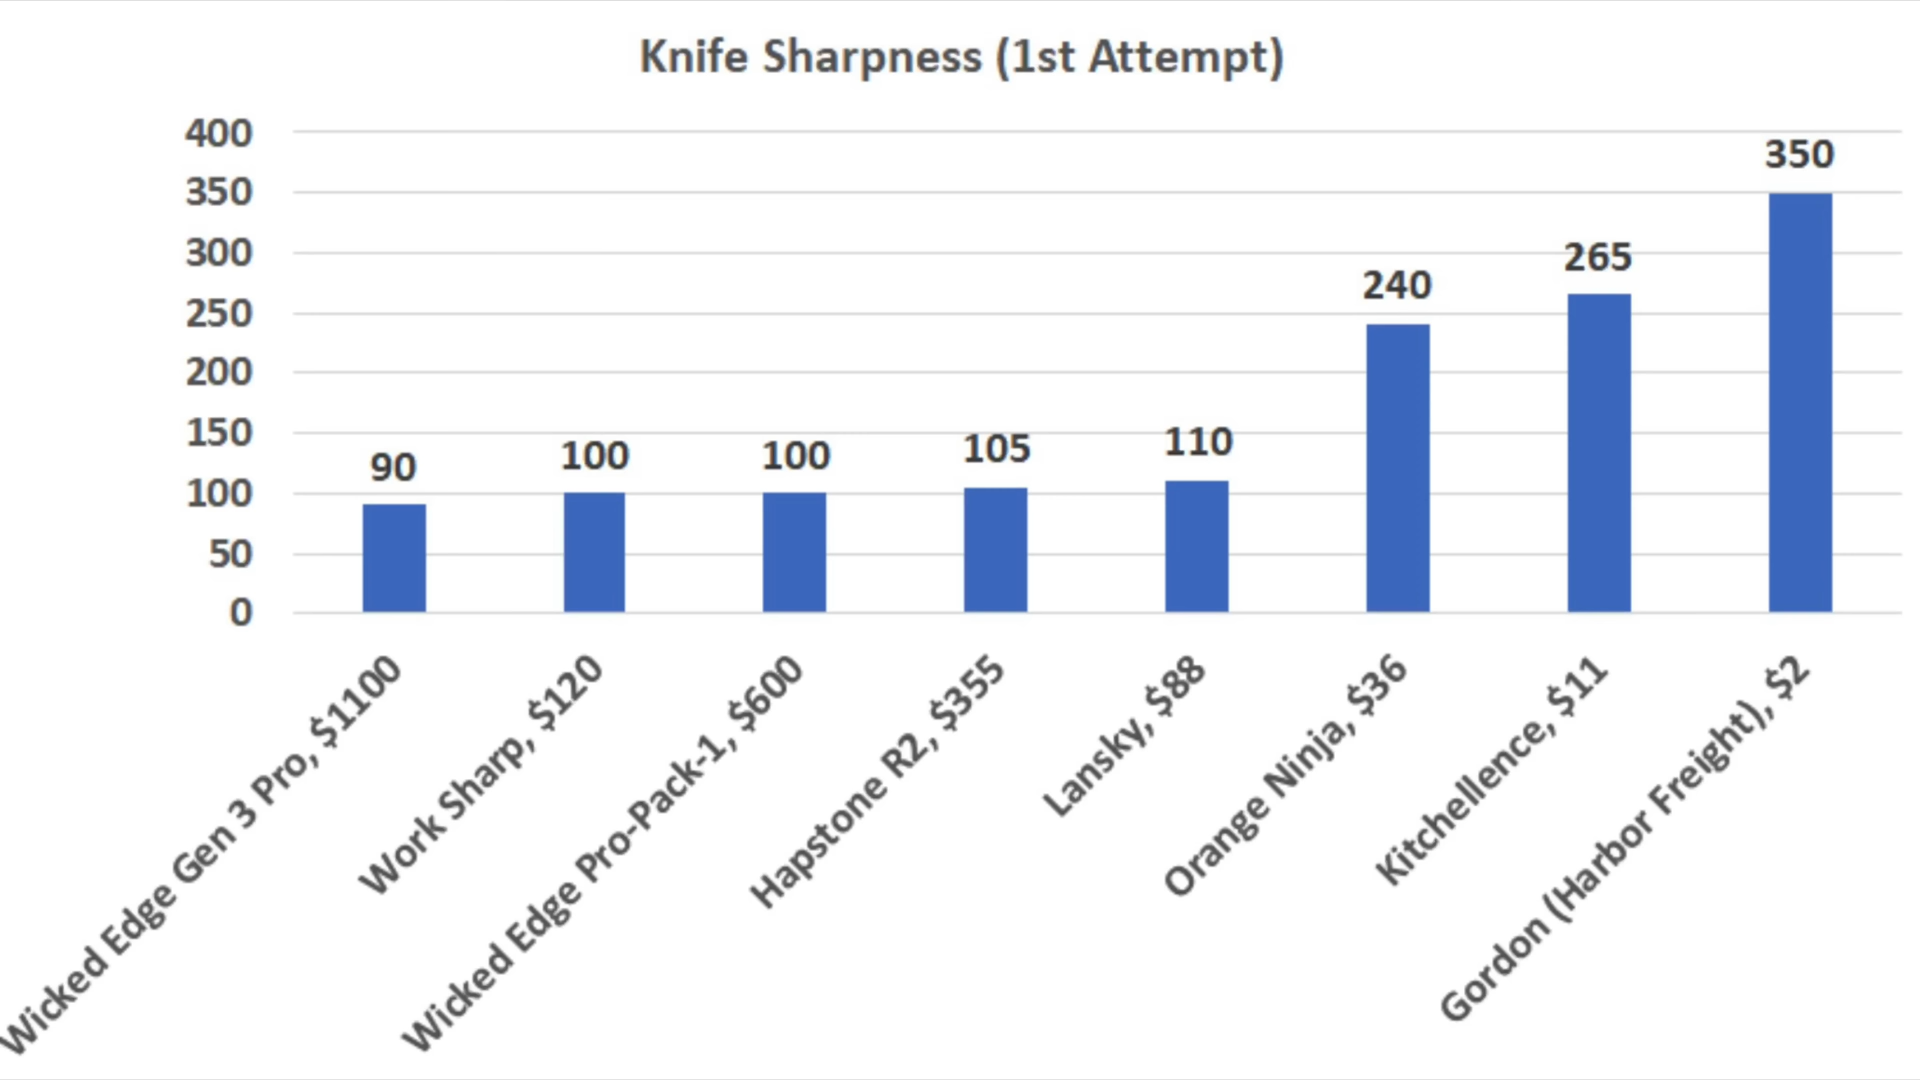 Knife Sharpness (1st Attempt)
400
350
300
250
200
150
100
50
0
90
100
100
105
110
240
265
350
Wicked Edge Gen 3 Pro, $1100
Work Sharp, $120
Wicked Edge Pro-Pack-1, $600
Hapstone R2, $355
Lansky, $88
Orange Ninja, $36
Kitchellence, $11
Gordon (Harbor Freight), $2